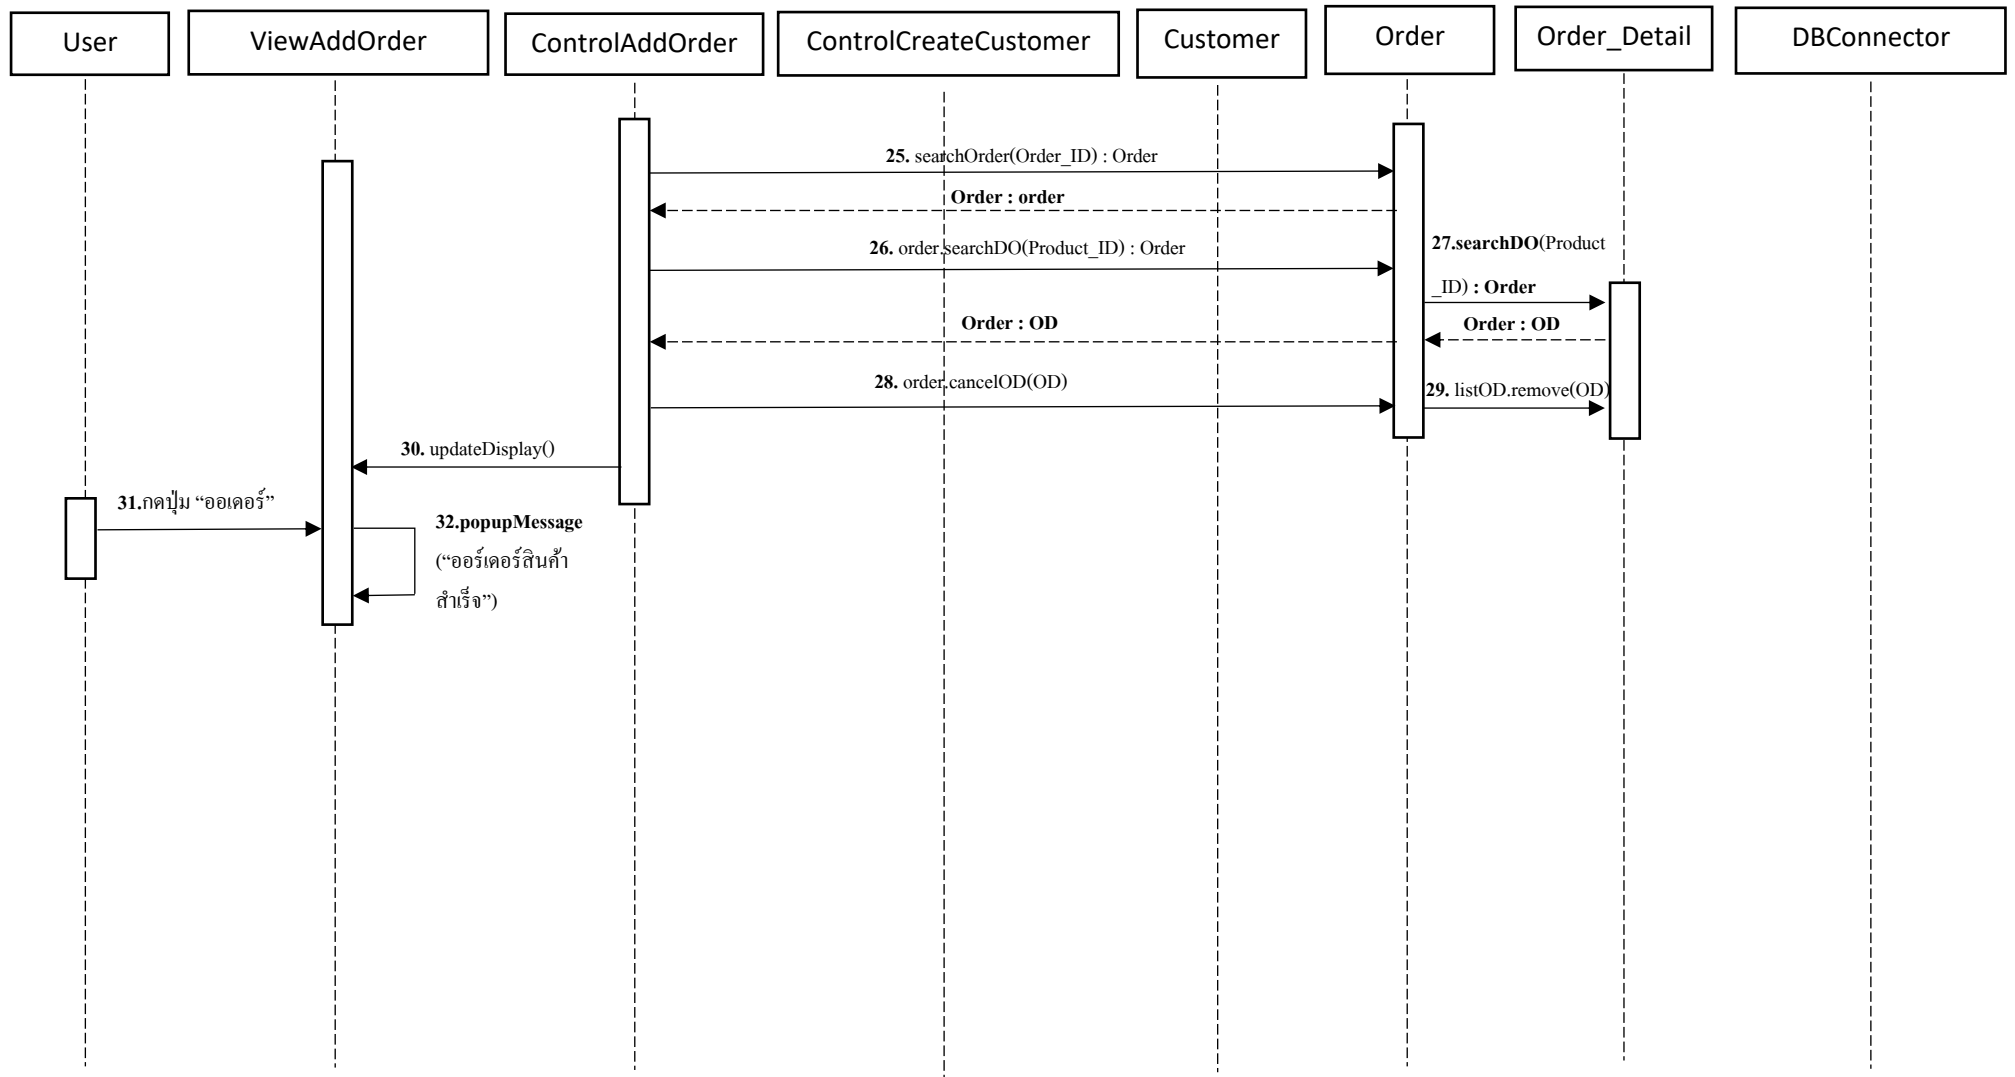 User
ViewAddOrder
ControlAddOrder
ControlCreateCustomer
Customer
Order
Order_Detail
DBConnector
25. searchOrder(Order_ID) : Order
Order : order
26. order.searchDO(Product_ID) : Order
27.searchDO(Product
_ID) : Order
Order : OD
Order : OD
28. order.cancelOD(OD)
29. listOD.remove(OD)
30. updateDisplay()
31.กดปุ่ม “ออเดอร์”
32.popupMessage
(“ออร์เดอร์สินค้า
สำเร็จ”)